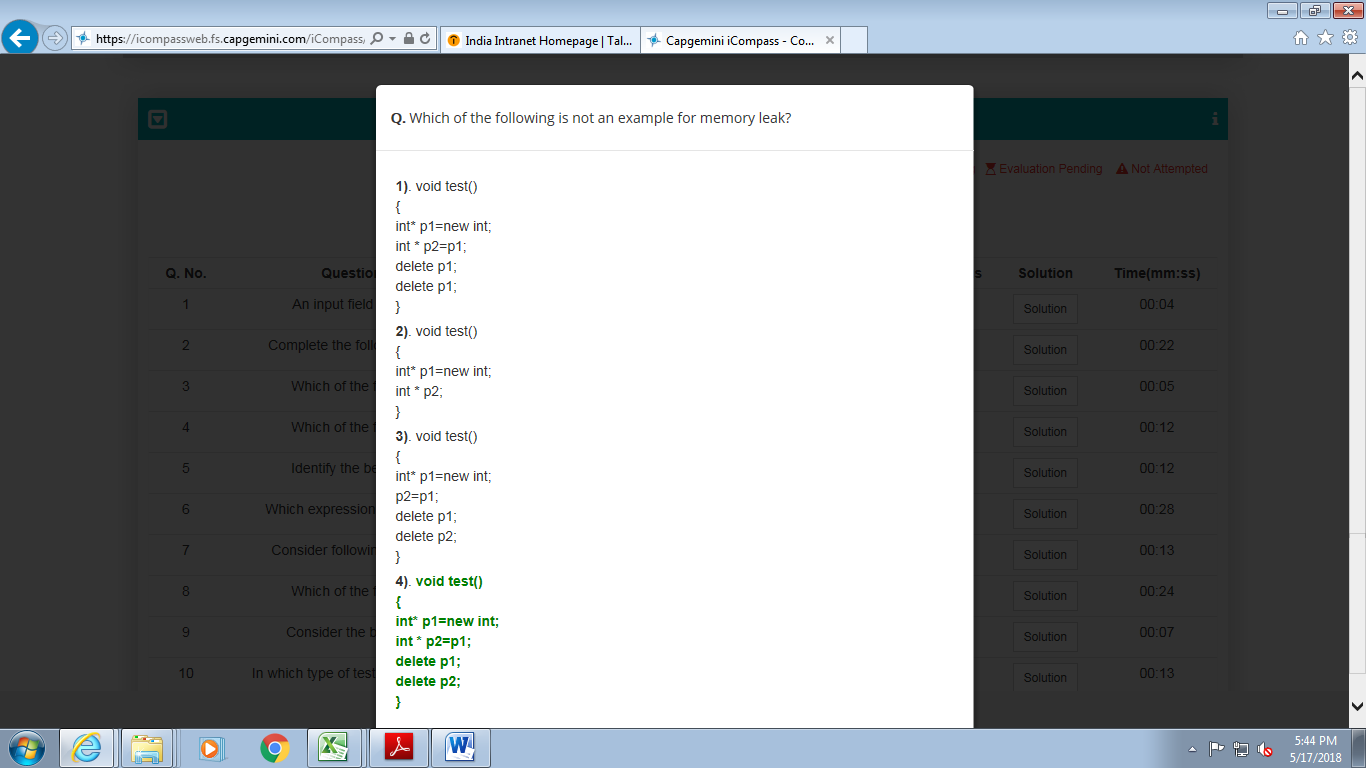 https://icompassweb.fs.capgemini.com/iCompass,
India Intranet Homepage | Tal...
Capgemini iCompass - Co...
Q. Which of the following is not an example for memory leak?
Evaluation Pending
Not Attempted
1). void test()
{
int* p1=new int;
int * p2=p1;
delete p1;
delete p1;
}
2). void test()
{
int* p1=new int;
int * p2;
}
3). void test()
{
int* p1=new int;
p2=p1;
delete p1;
delete p2;
}
4). void test()
{
int* p1=new int;
int * p2=p1;
delete p1;
delete p2;
}
Q. No. Questio s Solution Time(mm:ss)
1 An input field Solution 00:04
2 Complete the foll Solution 00:22
3 Which of the f Solution 00:05
4 Which of the f Solution 00:12
5 Identify the be Solution 00:12
6 Which expression Solution 00:28
7 Consider followin Solution 00:13
8 Which of the f Solution 00:24
9 Consider the b Solution 00:07
10 In which type of test Solution 00:13
5:44 PM
5/17/2018